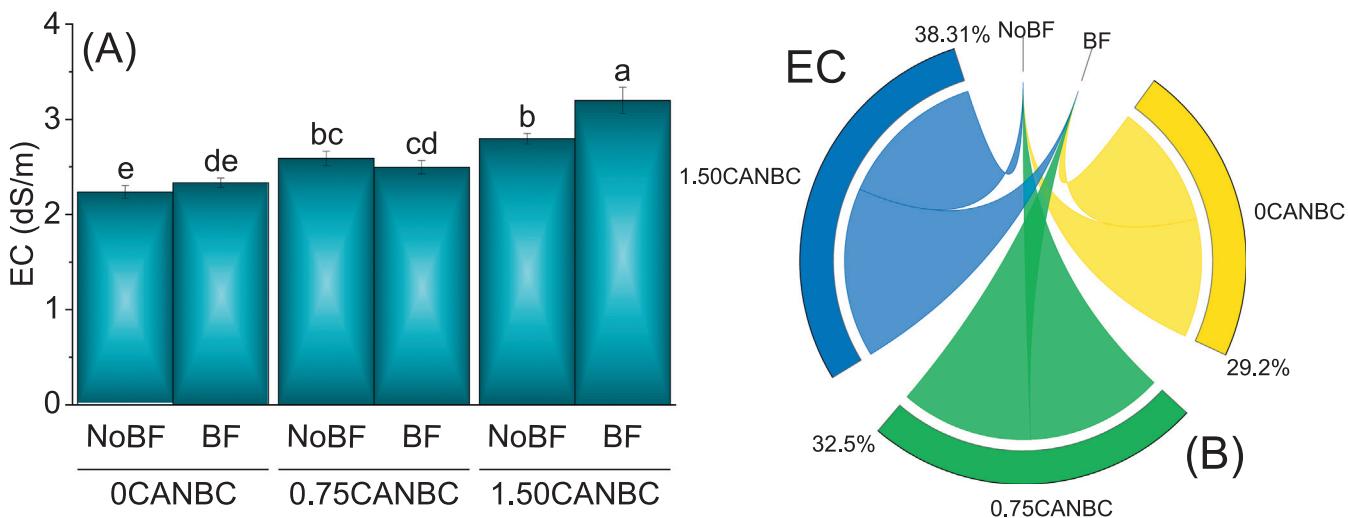 (A)
EC (dS/m)
4
3
2
1
0
e
de
bc
cd
b
a
NoBF BF NoBF BF NoBF BF
0CANBC 0.75CANBC 1.50CANBC
EC
38.31%
NoBF
BF
1.50CANBC
0CANBC
29.2%
32.5%
(B)
0.75CANBC